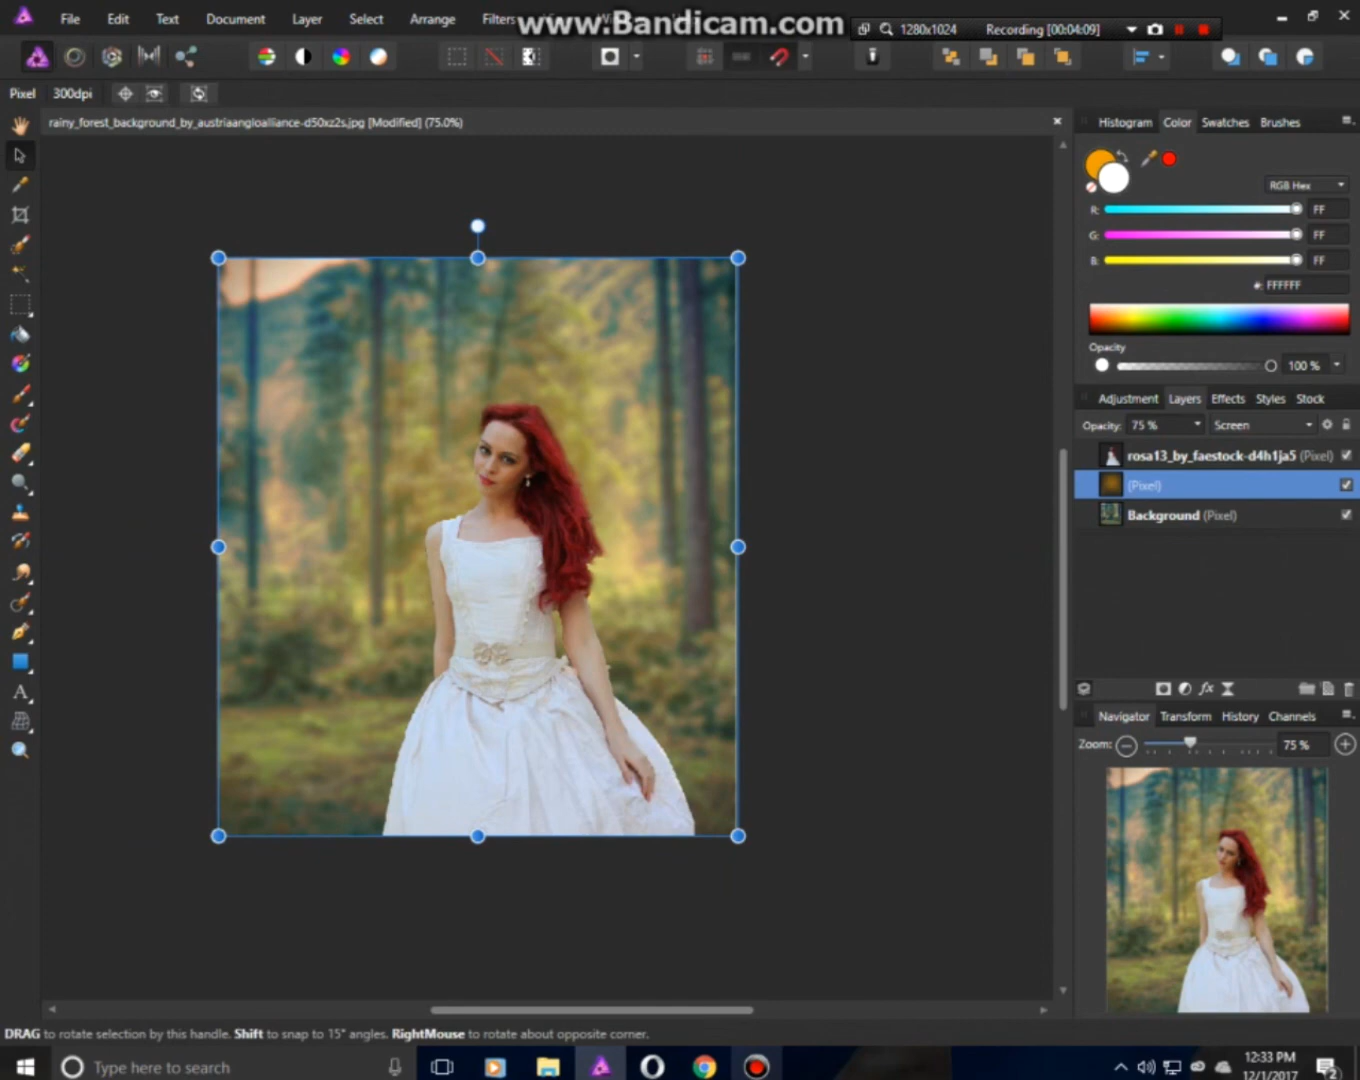 File Edit Text Document Layer Select Arrange Filters
www.Bandicam.com
1280x1024 Recording [00:04:09]
Pixel 300dpi
rainy_forest_background_by_austriaangloalliance-d50xz2s.jpg [Modified] (75.0%)
Histogram Color Swatches Brushes
RGB Hex
R: FF
G: FF
B: FF
#: FFFFFF
Opacity
100 %
Adjustment Layers Effects Styles Stock
Opacity: 75 % Screen
rosa13_by_faestock-d4h1ja5 (Pixel)
(Pixel)
Background (Pixel)
fx
Navigator Transform History Channels
Zoom: 75 %
A
DRAG to rotate selection by this handle. Shift to snap to 15° angles. RightMouse to rotate about opposite corner.
Type here to search
12:33 PM
12/1/2017
2